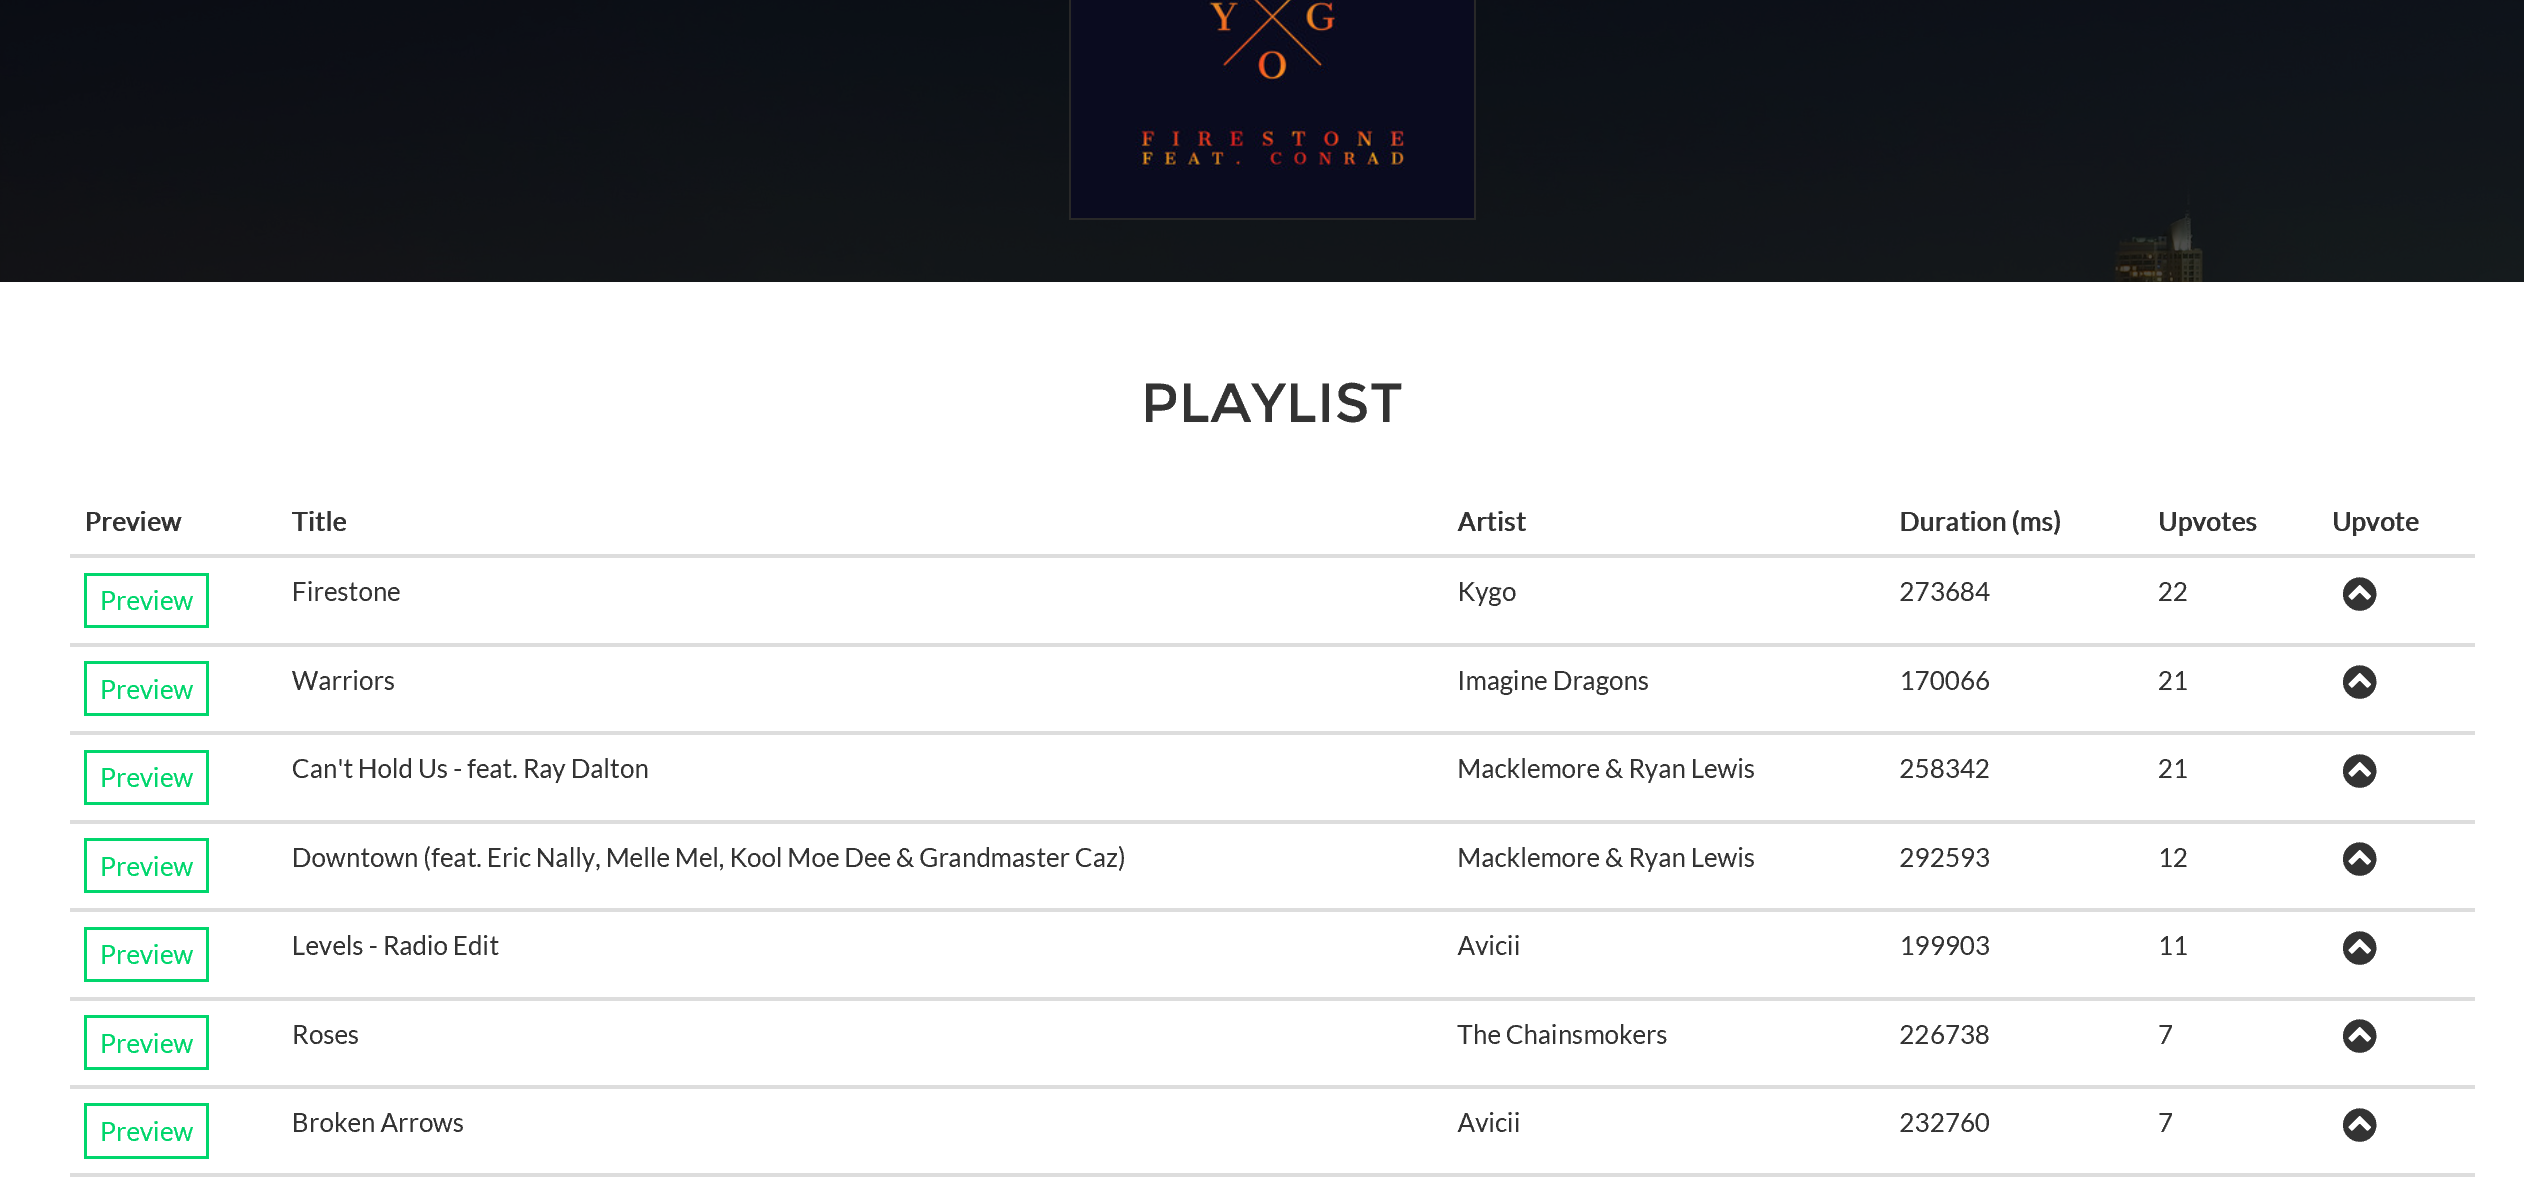 Y G
O
FIRESTONE
FEAT. CONRAD
PLAYLIST
Preview Title Artist Duration (ms) Upvotes Upvote
Preview Firestone Kygo 273684 22
Preview Warriors Imagine Dragons 170066 21
Preview Can't Hold Us - feat. Ray Dalton Macklemore & Ryan Lewis 258342 21
Preview Downtown (feat. Eric Nally, Melle Mel, Kool Moe Dee & Grandmaster Caz) Macklemore & Ryan Lewis 292593 12
Preview Levels - Radio Edit Avicii 199903 11
Preview Roses The Chainsmokers 226738 7
Preview Broken Arrows Avicii 232760 7